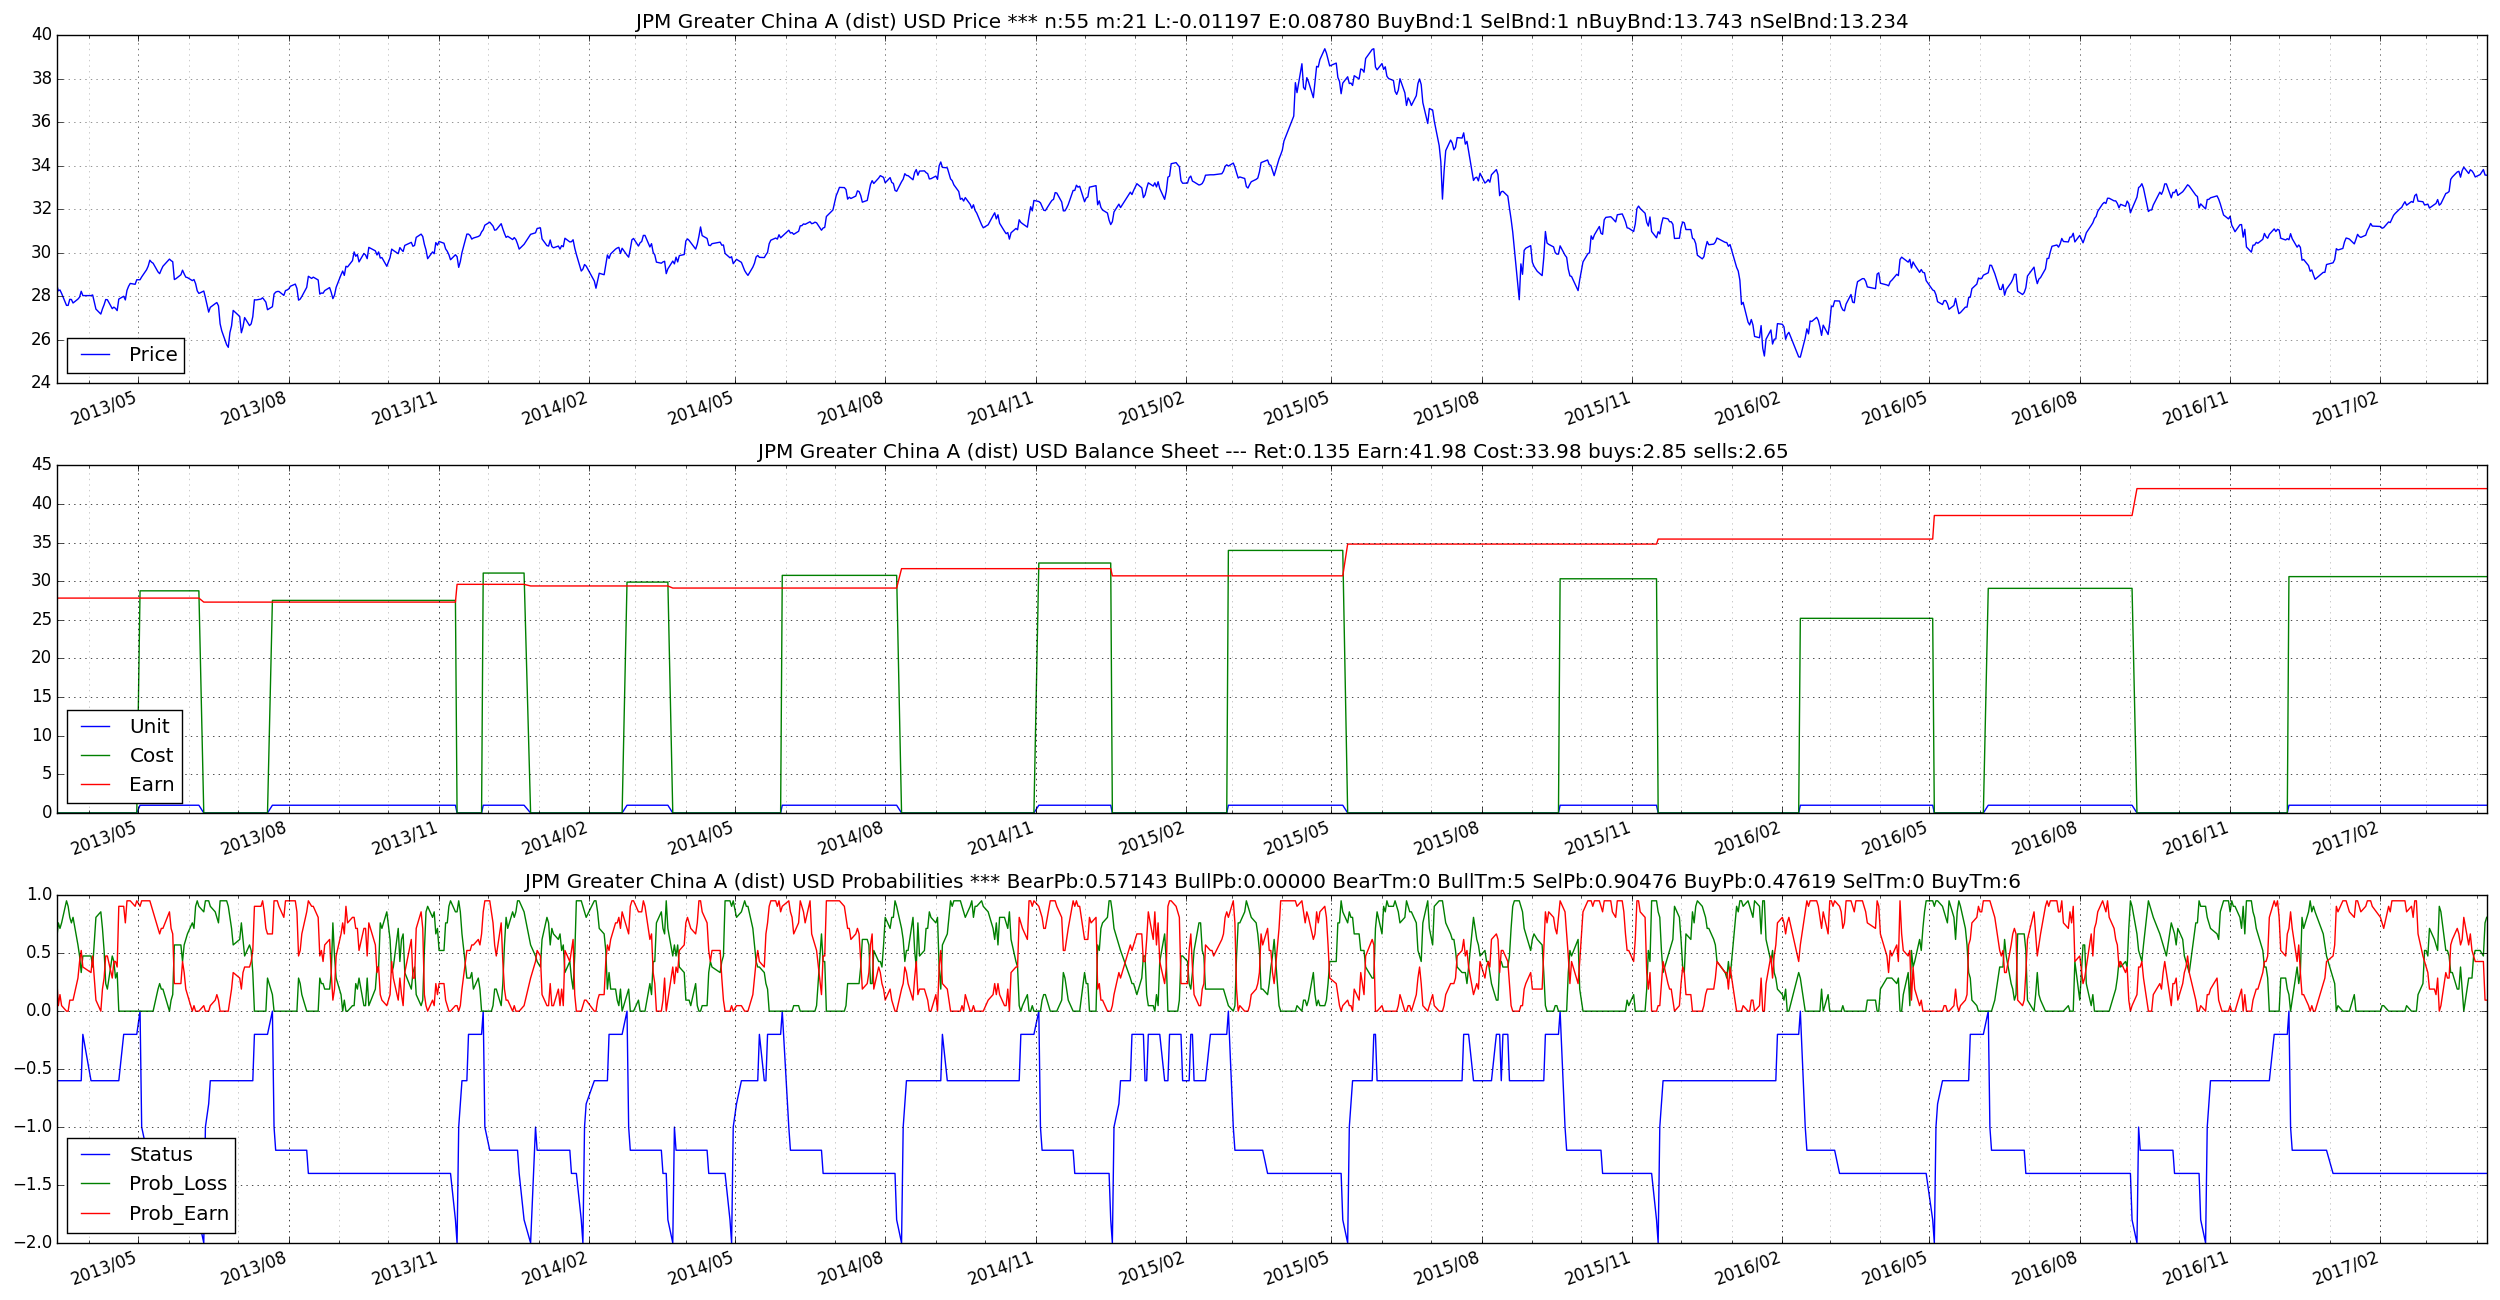 JPM Greater China A (dist) USD Price *** n:55 m:21 L:-0.01197 E:0.08780 BuyBnd:1 SelBnd:1 nBuyBnd:13.743 nSelBnd:13.234
40
38
36
34
32
30
28
26
24
Price
2013/05 2013/08 2013/11 2014/02 2014/05 2014/08 2014/11 2015/02 2015/05 2015/08 2015/11 2016/02 2016/05 2016/08 2016/11 2017/02
JPM Greater China A (dist) USD Balance Sheet --- Ret:0.135 Earn:41.98 Cost:33.98 buys:2.85 sells:2.65
45
40
35
30
25
20
15
10
5
0
Unit
Cost
Earn
2013/05 2013/08 2013/11 2014/02 2014/05 2014/08 2014/11 2015/02 2015/05 2015/08 2015/11 2016/02 2016/05 2016/08 2016/11 2017/02
JPM Greater China A (dist) USD Probabilities *** BearPb:0.57143 BullPb:0.00000 BearTm:0 BullTm:5 SelPb:0.90476 BuyPb:0.47619 SelTm:0 BuyTm:6
1.0
0.5
0.0
−0.5
−1.0
−1.5
−2.0
Status
Prob_Loss
Prob_Earn
2013/05 2013/08 2013/11 2014/02 2014/05 2014/08 2014/11 2015/02 2015/05 2015/08 2015/11 2016/02 2016/05 2016/08 2016/11 2017/02